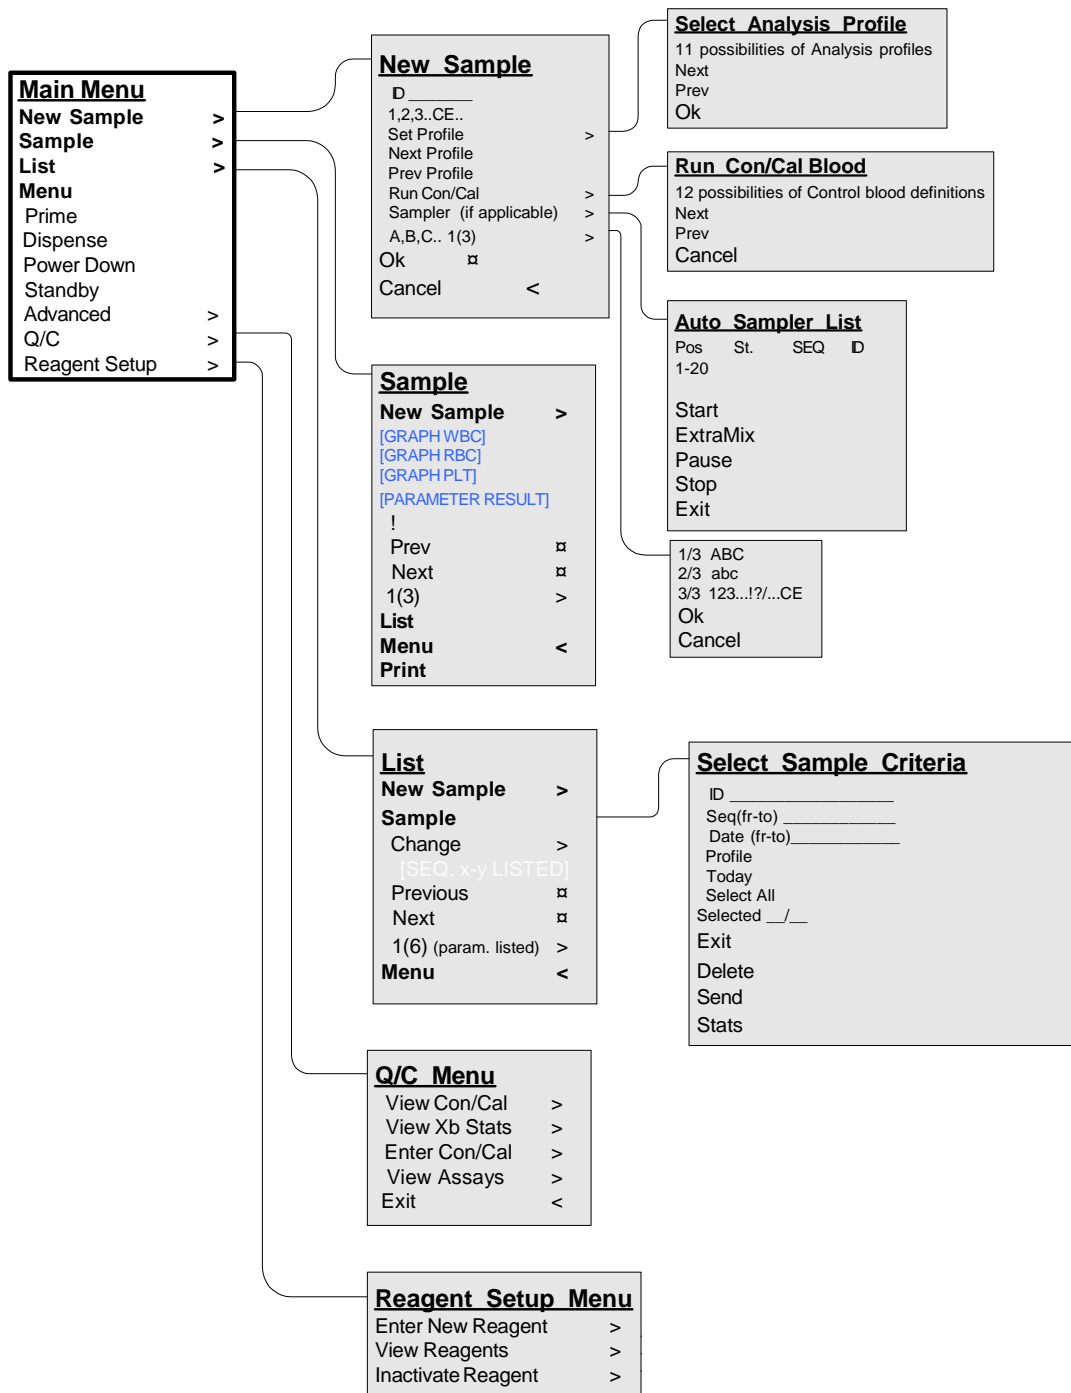 Main Menu
New Sample >
Sample >
List >
Menu
Prime
Dispense
Power Down
Standby
Advanced >
Q/C >
Reagent Setup >
New Sample
ID_______
1,2,3..CE..
Set Profile >
Next Profile
Prev Profile
Run Con/Cal >
Sampler (if applicable) >
A,B,C.. 1(3) >
Ok ¤
Cancel <
Select Analysis Profile
11 possibilities of Analysis profiles
Next
Prev
Ok
Run Con/Cal Blood
12 possibilities of Control blood definitions
Next
Prev
Cancel
Auto Sampler List
Pos St. SEQ ID
1-20
Start
ExtraMix
Pause
Stop
Exit
1/3 ABC
2/3 abc
3/3 123...!?/...CE
Ok
Cancel
Sample
New Sample >
[GRAPH WBC]
[GRAPH RBC]
[GRAPH PLT]
[PARAMETER RESULT]
!
Prev ¤
Next ¤
1(3) >
List
Menu <
Print
List
New Sample >
Sample
Change >
[SEQ. x-y LISTED]
Previous ¤
Next ¤
1(6) (param. listed) >
Menu <
Select Sample Criteria
ID __________________
Seq(fr-to) ____________
Date (fr-to)____________
Profile
Today
Select All
Selected __/__
Exit
Delete
Send
Stats
Q/C Menu
View Con/Cal >
View Xb Stats >
Enter Con/Cal >
View Assays >
Exit <
Reagent Setup Menu
Enter New Reagent >
View Reagents >
Inactivate Reagent >